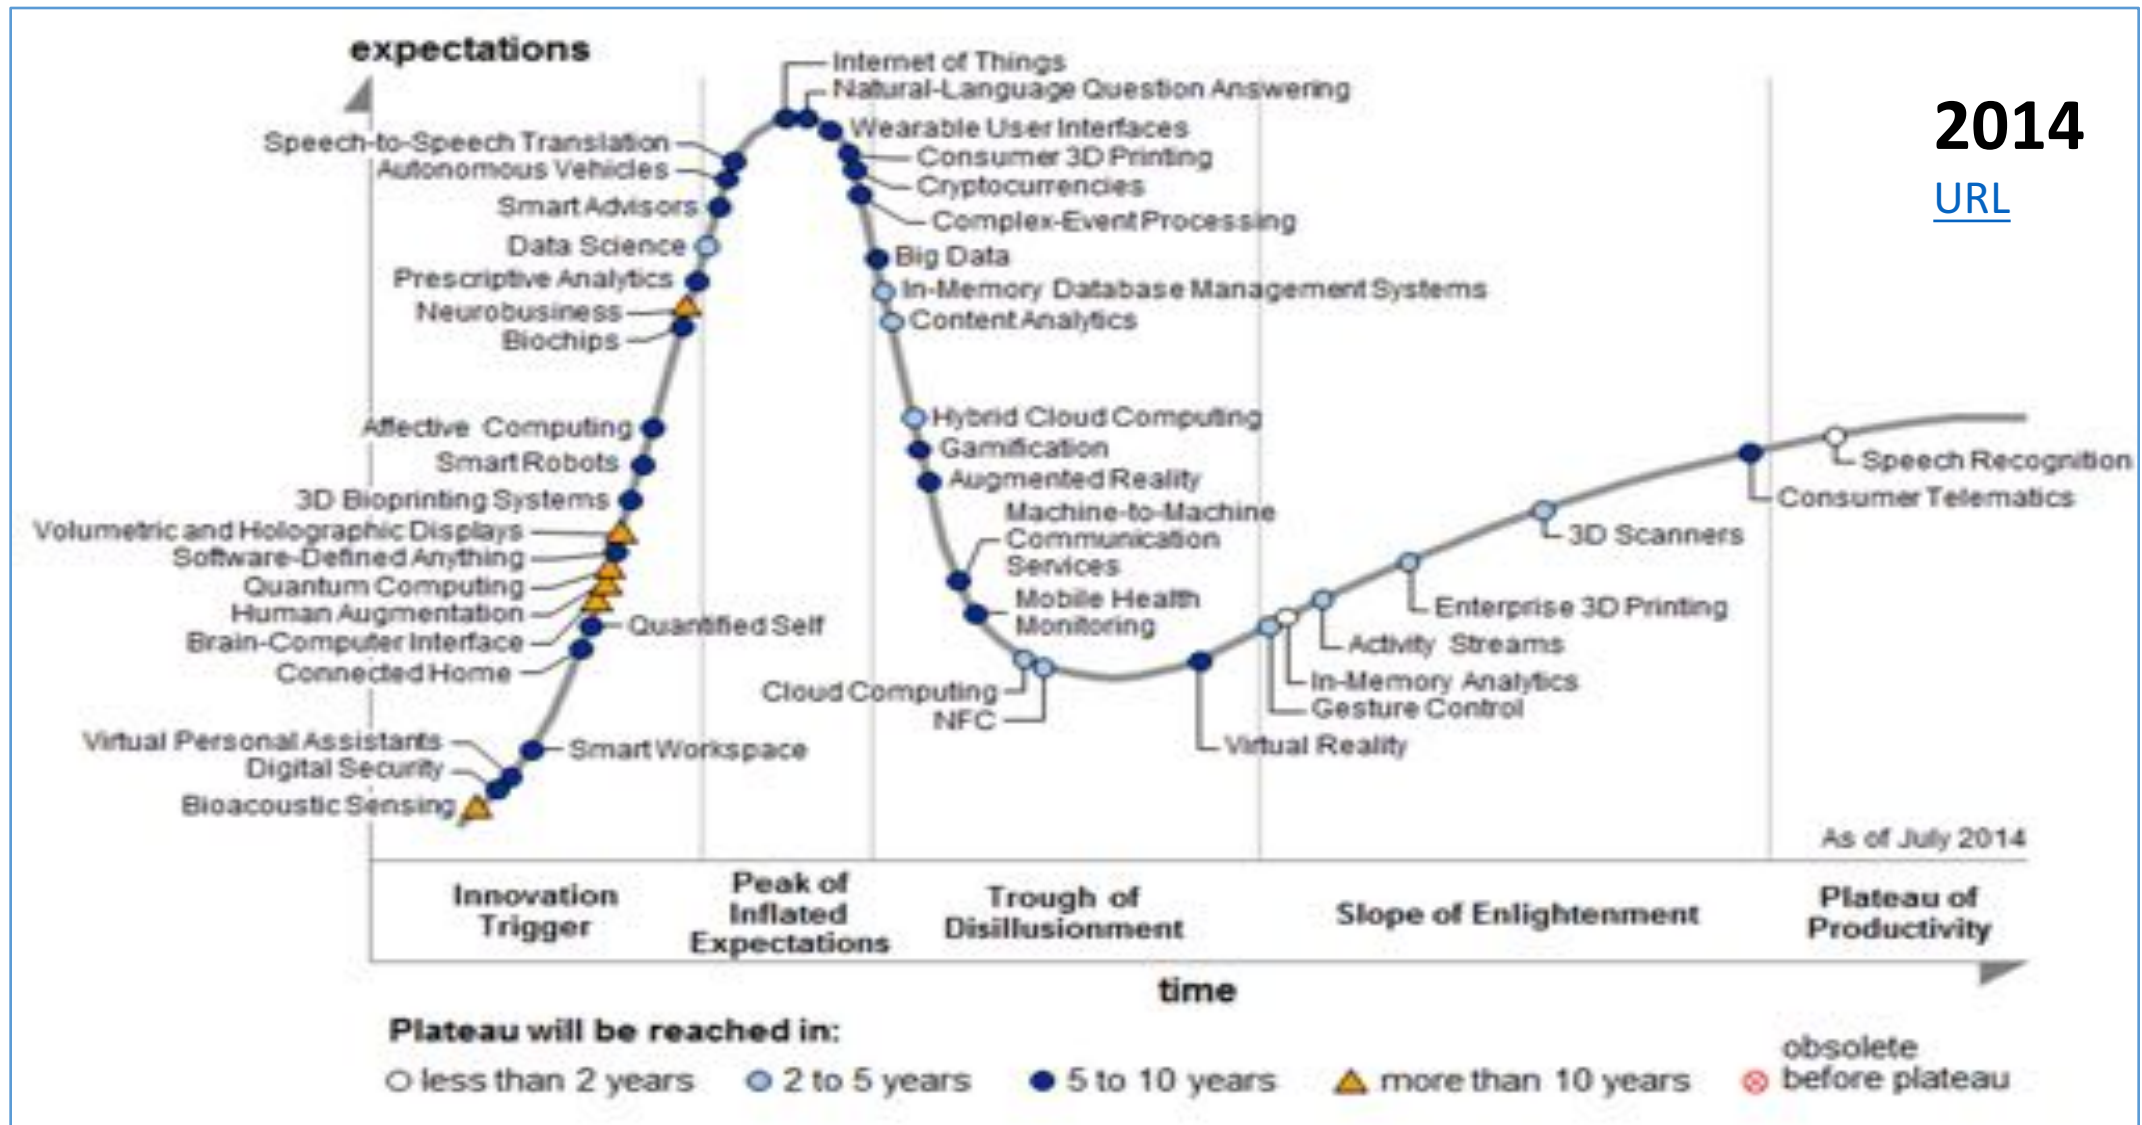 expectations
2014
URL
Internet of Things
Natural-Language Question Answering
Wearable User Interfaces
Consumer 3D Printing
Cryptocurrencies
Complex-Event Processing
Big Data
In-Memory Database Management Systems
Content Analytics
Hybrid Cloud Computing
Gamification
Augmented Reality
Machine-to-Machine
Communication
Services
Mobile Health
Monitoring
Speech-to-Speech Translation
Autonomous Vehicles
Smart Advisors
Data Science
Prescriptive Analytics
Neurobusiness
Biochips
Affective Computing
Smart Robots
3D Bioprinting Systems
Volumetric and Holographic Displays
Software-Defined Anything
Quantum Computing
Human Augmentation
Brain-Computer Interface
Connected Home
Quantified Self
Virtual Personal Assistants
Digital Security
Bioacoustic Sensing
Smart Workspace
Cloud Computing
NFC
Virtual Reality
Gesture Control
In-Memory Analytics
Activity Streams
Enterprise 3D Printing
3D Scanners
Consumer Telematics
Speech Recognition
As of July 2014
Innovation
Trigger
Peak of
Inflated
Expectations
Trough of
Disillusionment
Slope of Enlightenment
Plateau of
Productivity
time
Plateau will be reached in:
less than 2 years
2 to 5 years
5 to 10 years
more than 10 years
obsolete
before plateau